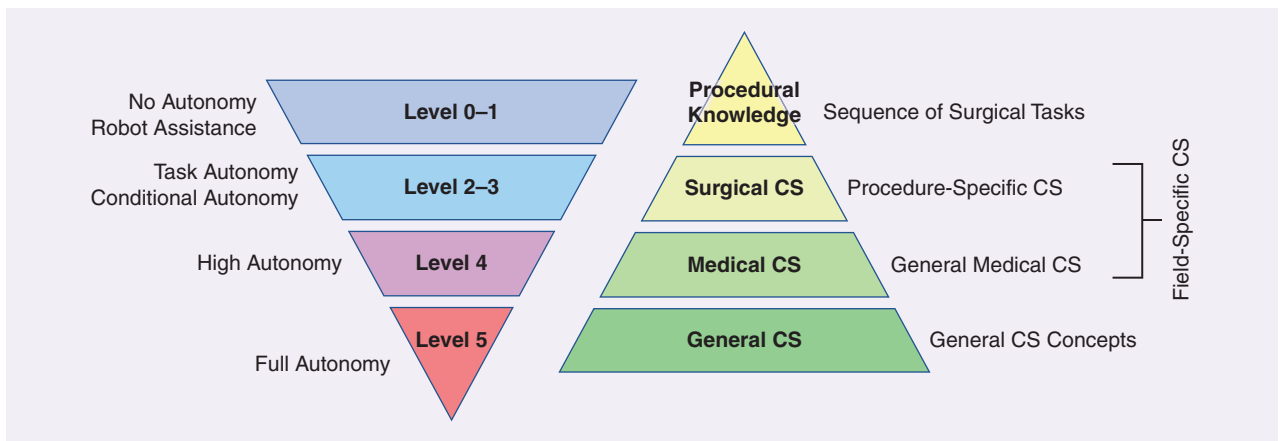 No Autonomy
Robot Assistance
Level 0–1
Procedural
Knowledge
Sequence of Surgical Tasks
Task Autonomy
Conditional Autonomy
Level 2–3
Surgical CS
Procedure-Specific CS
High Autonomy
Level 4
Medical CS
General Medical CS
Field-Specific CS
Full Autonomy
Level 5
General CS
General CS Concepts